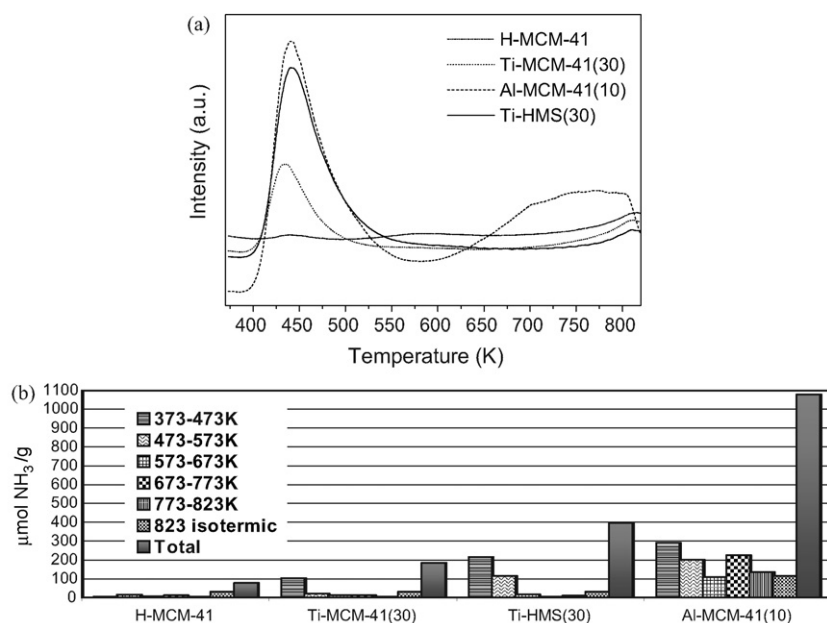 (a)
H-MCM-41
Ti-MCM-41(30)
Al-MCM-41(10)
Ti-HMS(30)
Intensity (a.u.)
400 450 500 550 600 650 700 750 800
Temperature (K)
(b)
1100
1000
900
800
700
600
500
400
300
200
100
0
µmol NH₃/g
373-473K
473-573K
573-673K
673-773K
773-823K
823 isotermic
Total
H-MCM-41 Ti-MCM-41(30) Ti-HMS(30) Al-MCM-41(10)